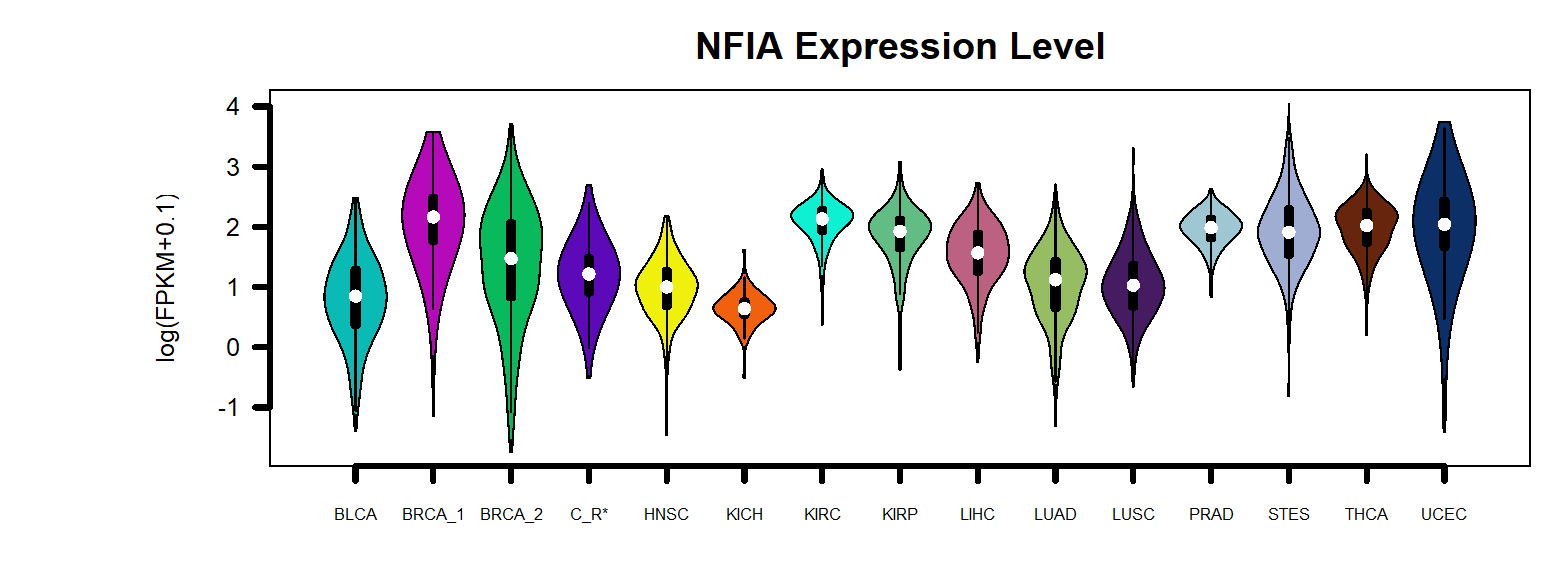 NFIA Expression Level
log(FPKM+0.1)
4
3
2
1
0
-1
BLCA BRCA_1 BRCA_2 C_R* HNSC KICH KIRC KIRP LIHC LUAD LUSC PRAD STES THCA UCEC